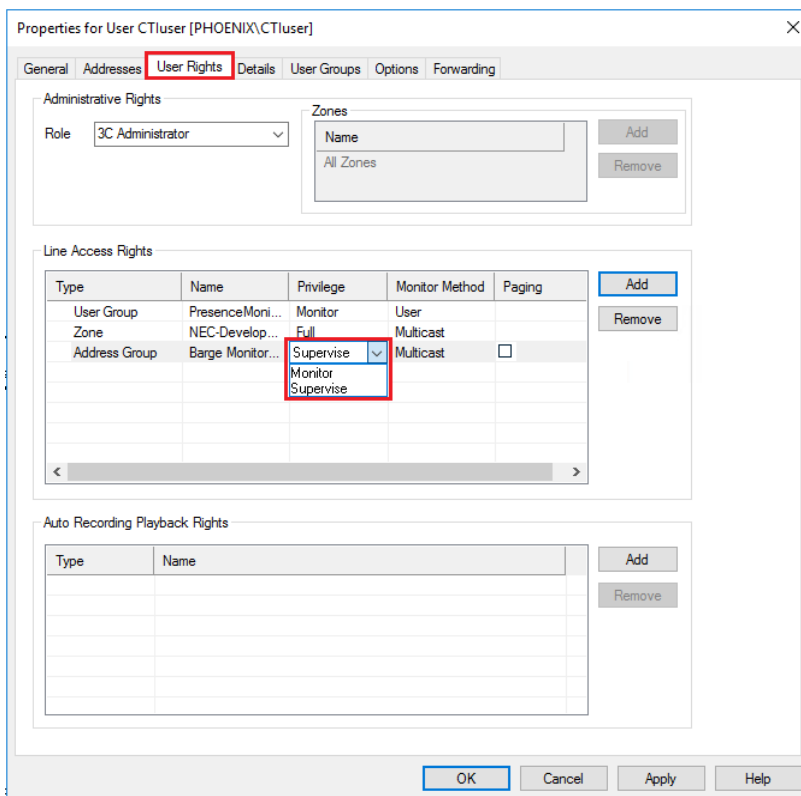 Properties for User CTIuser [PHOENIX\CTIuser]
General Addresses User Rights Details User Groups Options Forwarding
Administrative Rights
Role 3C Administrator
Zones
Name
All Zones
Add
Remove
Line Access Rights
Type Name Privilege Monitor Method Paging
User Group PresenceMoni... Monitor User
Zone NEC-Develop... Full Multicast
Address Group Barge Monitor... Supervise Multicast
Monitor
Supervise
Add
Remove
Auto Recording Playback Rights
Type Name
Add
Remove
OK Cancel Apply Help